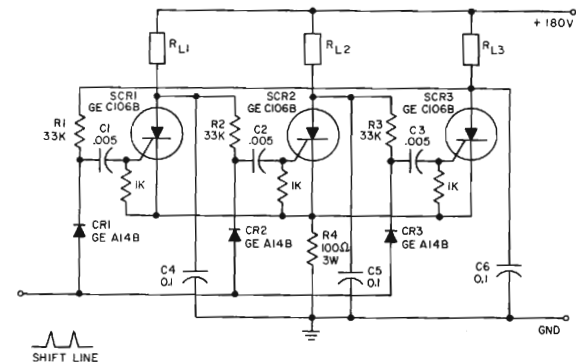 + 180V
RL1
RL2
RL3
SCR1
GE C106B
SCR2
GE C106B
SCR3
GE C106B
R1
33K
C1
.005
R2
33K
C2
.005
R3
33K
C3
.005
1K
1K
1K
CR1
GE A14B
CR2
GE A14B
R4
100Ω
3W
CR3
GE A14B
C4
0.1
C5
0.1
C6
0.1
GND
SHIFT LINE